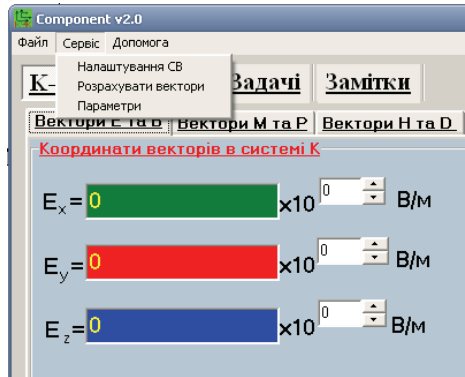 Component v2.0
Файл Сервіс Допомога
Налаштування СВ
Розрахувати вектори
Параметри
К- Задачі Замітки
Вектори Е та В Вектори М та Р Вектори Н та D
Координати векторів в системі К
Ex= 0 ×10 0 В/м
Ey= 0 ×10 0 В/м
Ez= 0 ×10 0 В/м